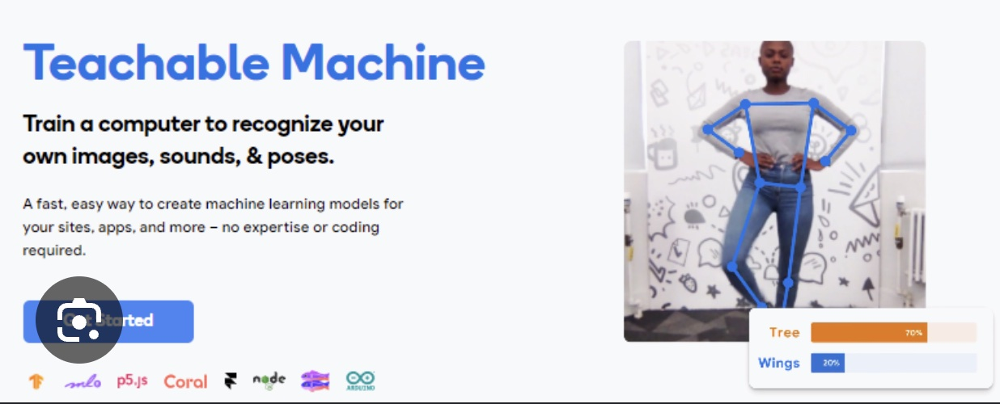 Teachable Machine
Train a computer to recognize your
own images, sounds, & poses.
A fast, easy way to create machine learning models for
your sites, apps, and more – no expertise or coding
required.
Get Started
p5.js Coral node ARDUINO
Tree 70%
Wings 20%